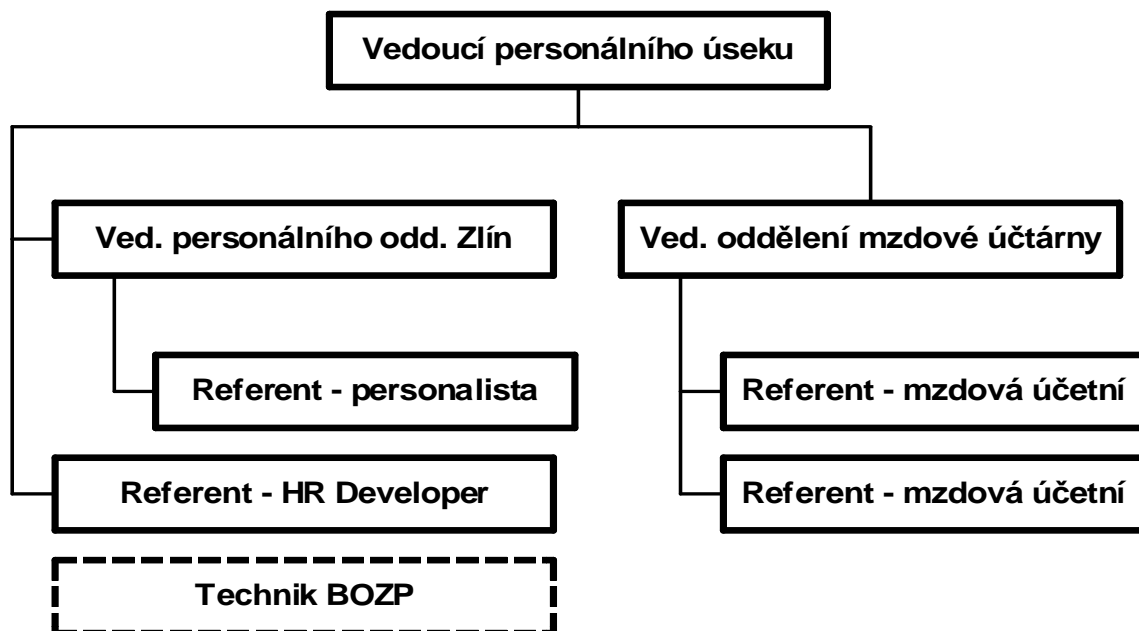 Vedoucí personálního úseku
Ved. personálního odd. Zlín
Ved. oddělení mzdové účtárny
Referent - personalista
Referent - mzdová účetní
Referent - HR Developer
Referent - mzdová účetní
Technik BOZP